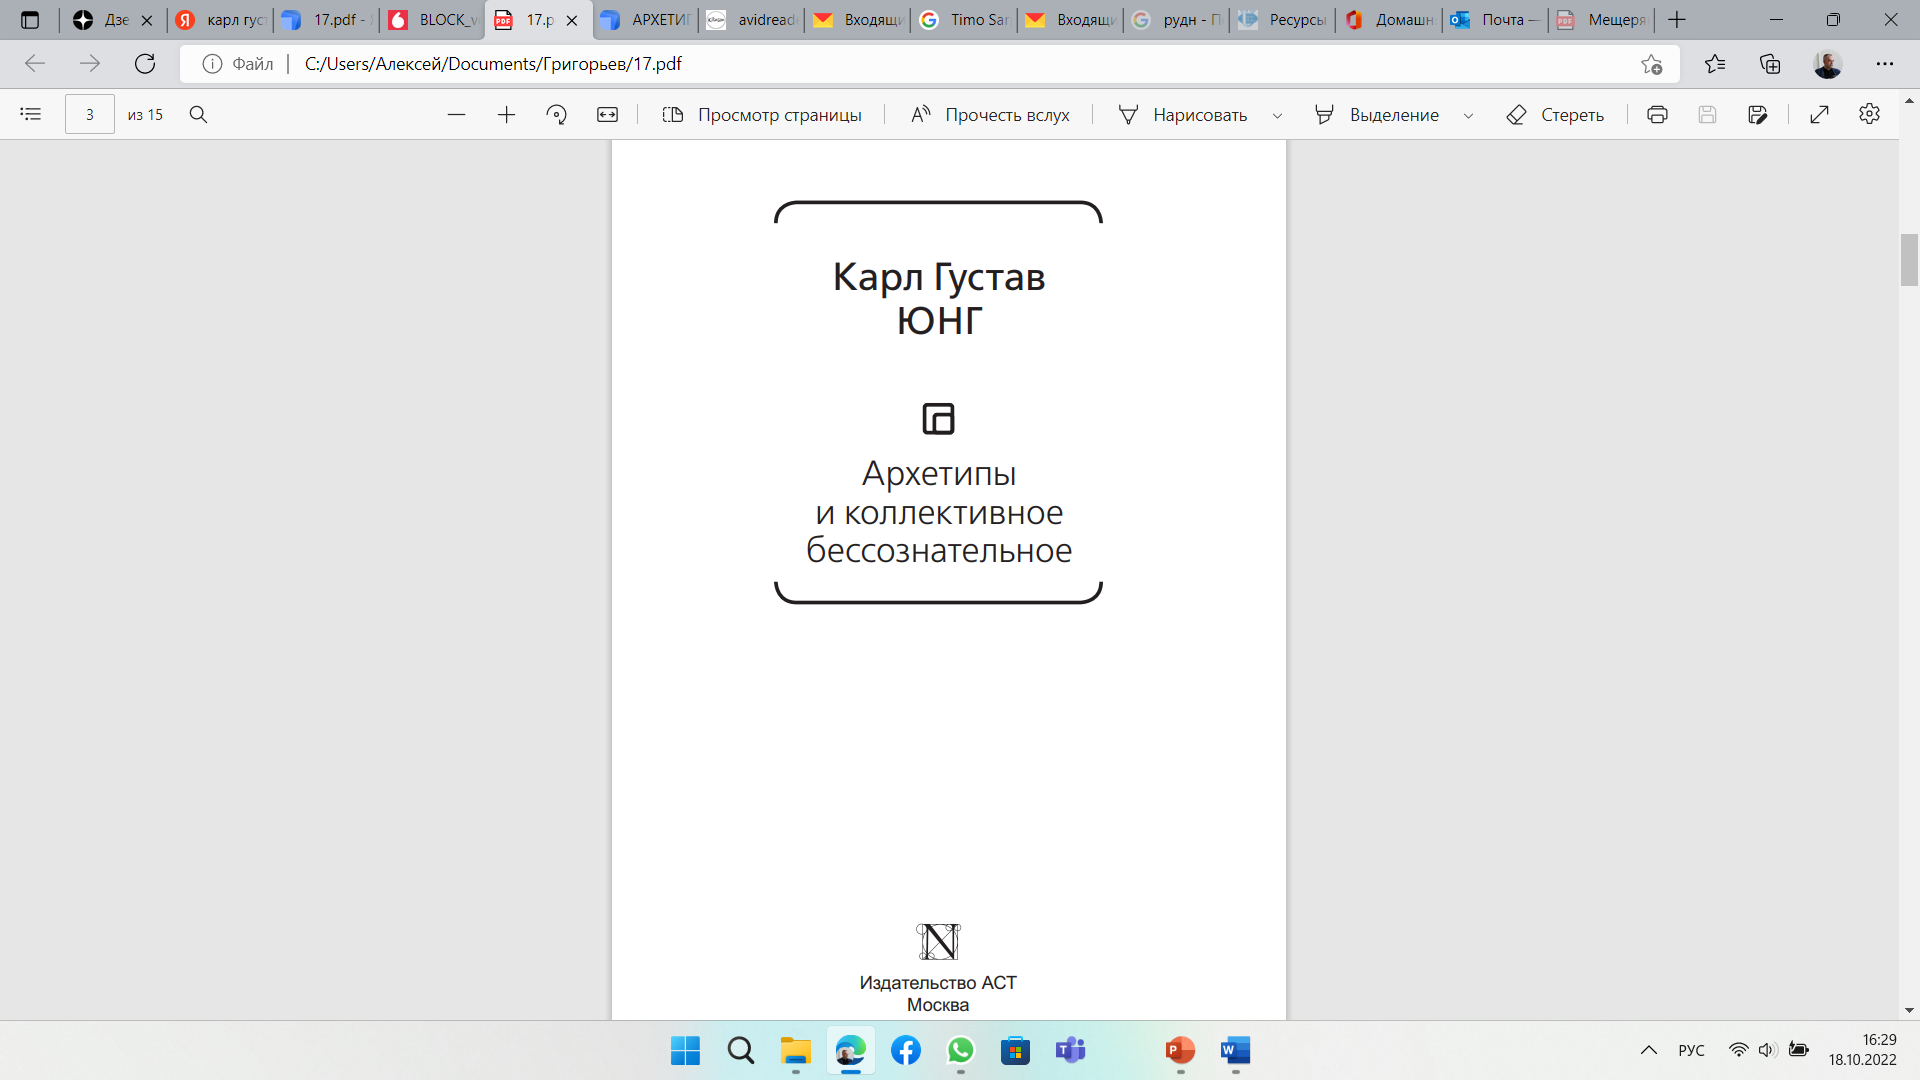 Дзе
карл гус
17.pdf -
BLOCK_v
17.p
АРХЕТИП
avidread
Входящи
Timo Sar
Входящи
рудн - П
Ресурсы
Домашн
Почта —
Мещеря
Файл
C:/Users/Алексей/Documents/Григорьев/17.pdf
3
из 15
Просмотр страницы
Прочесть вслух
Нарисовать
Выделение
Стереть
Карл Густав
ЮНГ
Архетипы
и коллективное
бессознательное
N
Издательство АСТ
Москва
РУС
16:29
18.10.2022